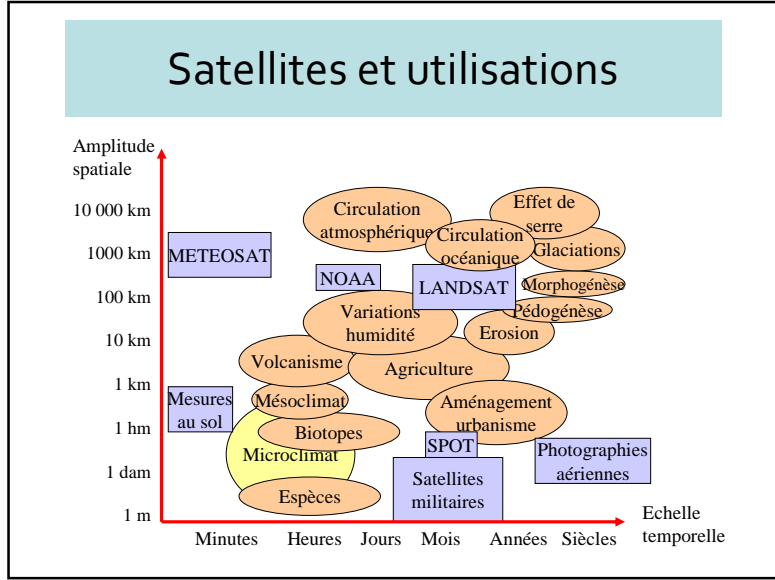 Satellites et utilisations
Amplitude
spatiale
10 000 km
1000 km
100 km
10 km
1 km
1 hm
1 dam
1 m
Circulation
atmosphérique
Effet de
serre
Circulation
océanique
Glaciations
METEOSAT
NOAA
LANDSAT
Morphogénèse
Pédogénèse
Variations
humidité
Erosion
Volcanisme
Agriculture
Mesures
au sol
Mésoclimat
Aménagement
urbanisme
Biotopes
Microclimat
SPOT
Photographies
aériennes
Satellites
militaires
Espèces
Echelle
temporelle
Minutes
Heures
Jours
Mois
Années
Siècles